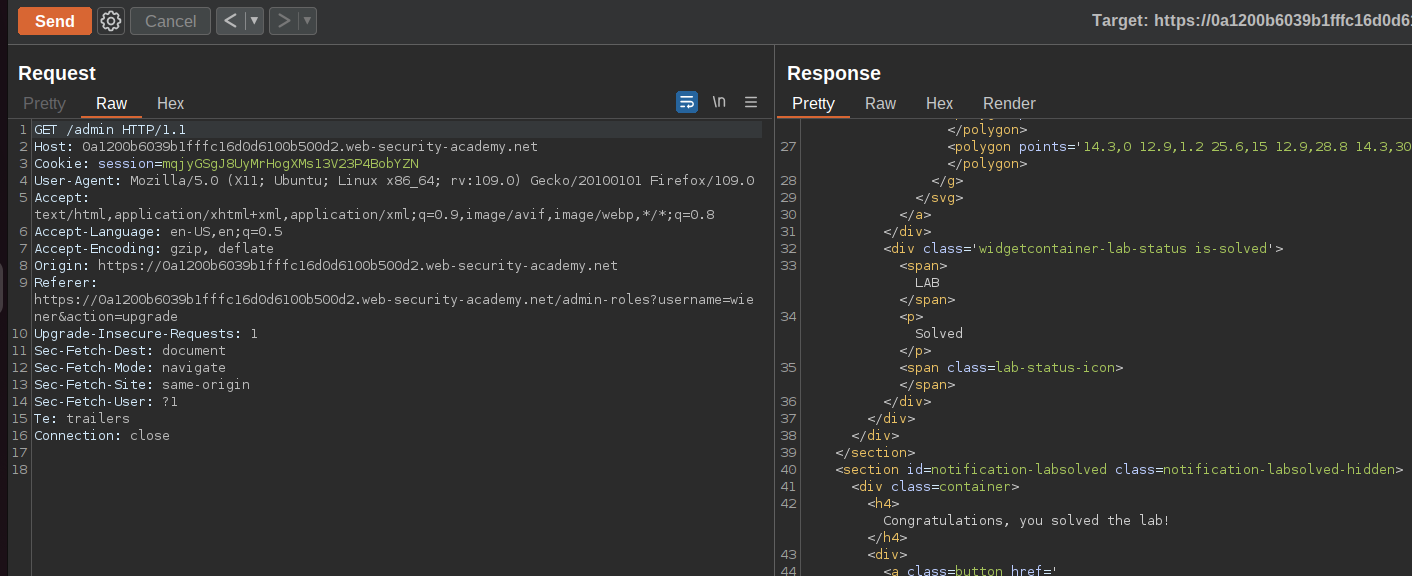 Send
Cancel
Target: https://0a1200b6039b1fffc16d0d6
Request
Pretty Raw Hex
\n
1 GET /admin HTTP/1.1
2 Host: 0a1200b6039b1fffc16d0d6100b500d2.web-security-academy.net
3 Cookie: session=mqjyGSgJ8UyMrHogXMs13V23P4BobYZN
4 User-Agent: Mozilla/5.0 (X11; Ubuntu; Linux x86_64; rv:109.0) Gecko/20100101 Firefox/109.0
5 Accept:
text/html,application/xhtml+xml,application/xml;q=0.9,image/avif,image/webp,*/*;q=0.8
6 Accept-Language: en-US,en;q=0.5
7 Accept-Encoding: gzip, deflate
8 Origin: https://0a1200b6039b1fffc16d0d6100b500d2.web-security-academy.net
9 Referer:
https://0a1200b6039b1fffc16d0d6100b500d2.web-security-academy.net/admin-roles?username=wie
ner&action=upgrade
10 Upgrade-Insecure-Requests: 1
11 Sec-Fetch-Dest: document
12 Sec-Fetch-Mode: navigate
13 Sec-Fetch-Site: same-origin
14 Sec-Fetch-User: ?1
15 Te: trailers
16 Connection: close
17
18
Response
Pretty Raw Hex Render
</polygon>
27 <polygon points='14.3,0 12.9,1.2 25.6,15 12.9,28.8 14.3,30
</polygon>
28 </g>
29 </svg>
30 </a>
31 </div>
32 <div class='widgetcontainer-lab-status is-solved'>
33 <span>
LAB
</span>
34 <p>
Solved
</p>
35 <span class=lab-status-icon>
</span>
36 </div>
37 </div>
38 </div>
39 </section>
40 <section id=notification-labsolved class=notification-labsolved-hidden>
41 <div class=container>
42 <h4>
Congratulations, you solved the lab!
</h4>
43 <div>
44 <a class=button href='